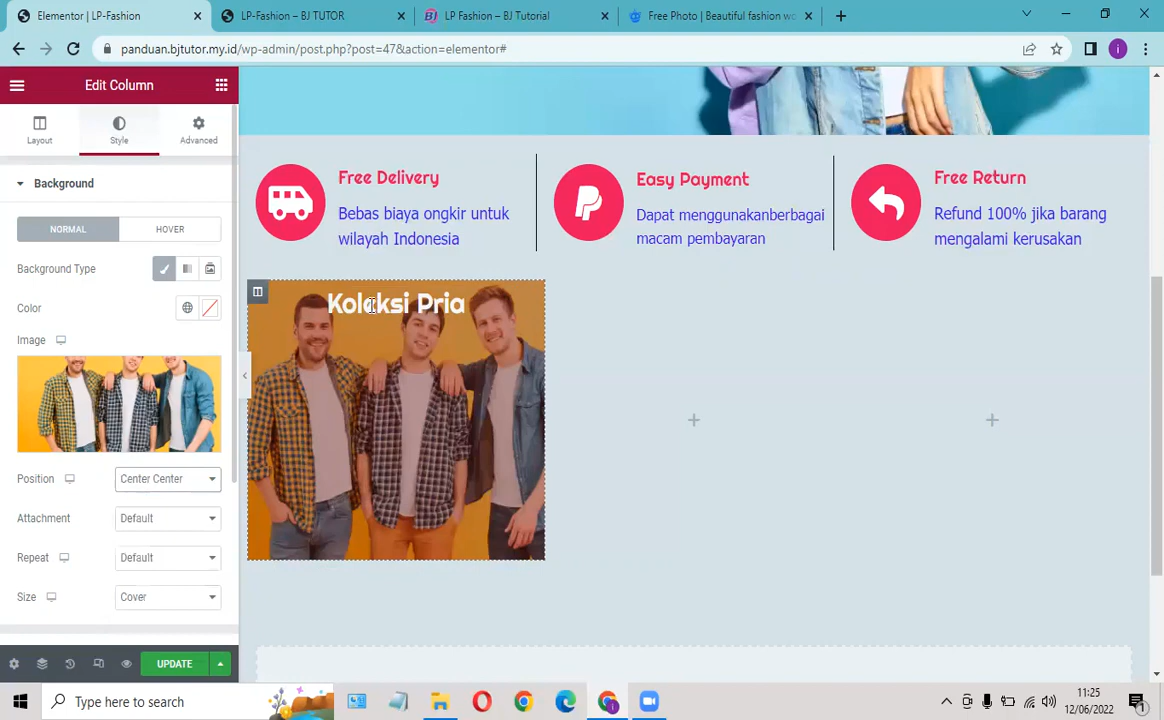 Elementor | LP-Fashion
LP-Fashion – BJ TUTOR
LP Fashion – BJ Tutorial
Free Photo | Beautiful fashion wo
panduan.bjtutor.my.id/wp-admin/post.php?post=47&action=elementor#
Edit Column
Layout
Style
Advanced
Background
NORMAL
HOVER
Background Type
Color
Image
Position
Center Center
Attachment
Default
Repeat
Default
Size
Cover
UPDATE
Free Delivery
Bebas biaya ongkir untuk
wilayah Indonesia
Easy Payment
Dapat menggunakanberbagai
macam pembayaran
Free Return
Refund 100% jika barang
mengalami kerusakan
Koleksi Pria
Type here to search
11:25
12/06/2022